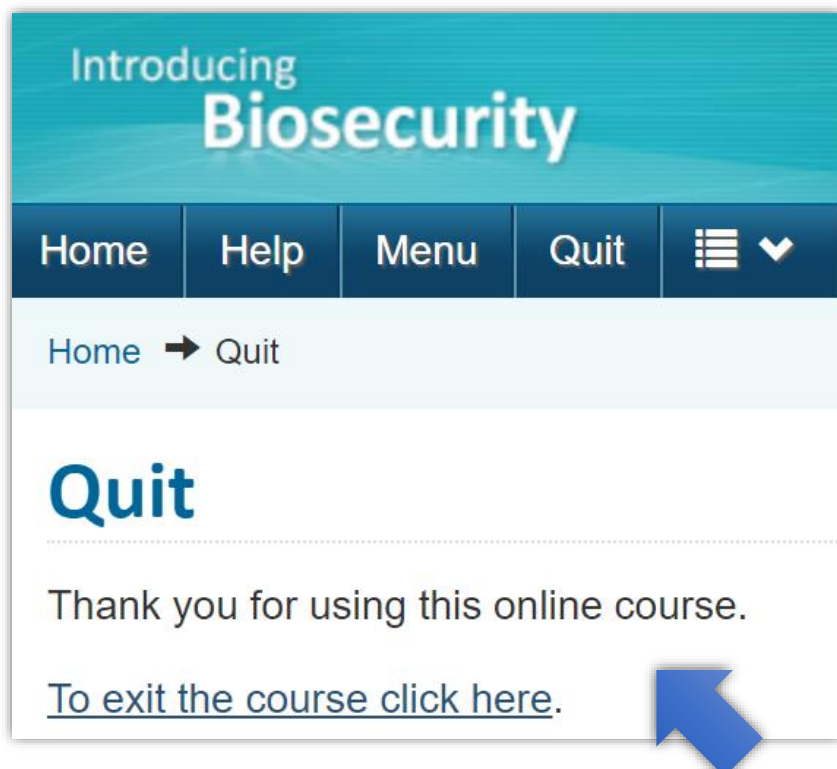 Introducing
Biosecurity
Home Help Menu Quit
Home → Quit
Quit
Thank you for using this online course.
To exit the course click here.